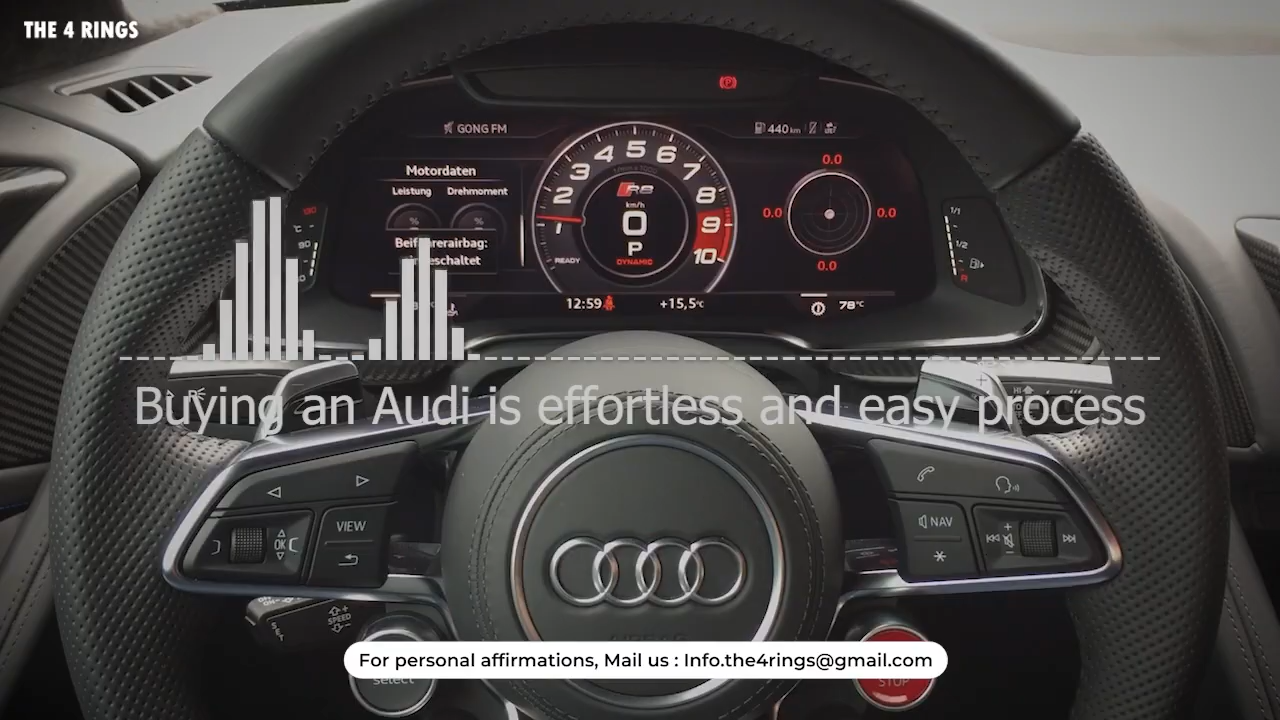 THE 4 RINGS
GONG FM
440 km
Motordaten
Leistung Drehmoment
% %
1 2 3 4 5 6 7 8 9 10
R8
km/h
0
P
DYNAMIC
READY
0.0
0.0 0.0
0.0
°C
90
1/1
1/2
R
12:59
+15,5°C
78°C
Buying an Audi is effortless and easy process
VIEW
OK
NAV
SPEED
For personal affirmations, Mail us : Info.the4rings@gmail.com
select
STOP